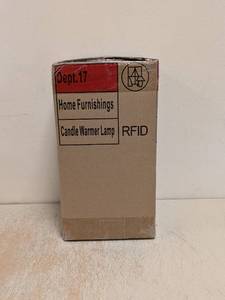 Dept.17
Home Furnishings
Candle Warmer Lamp
RFID